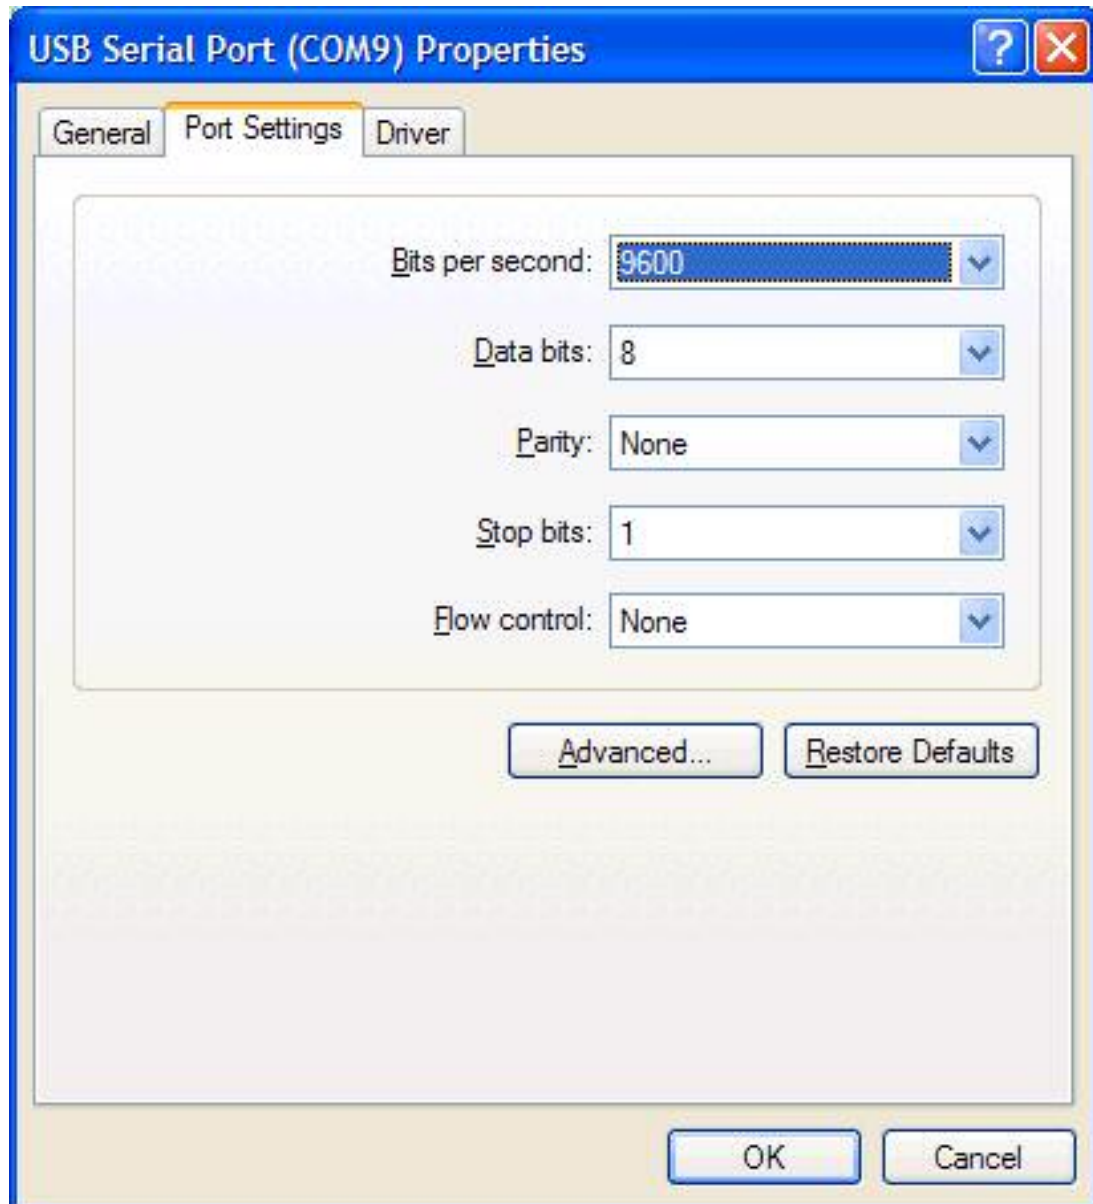 USB Serial Port (COM9) Properties
General Port Settings Driver
Bits per second: 9600
Data bits: 8
Parity: None
Stop bits: 1
Flow control: None
Advanced... Restore Defaults
OK Cancel